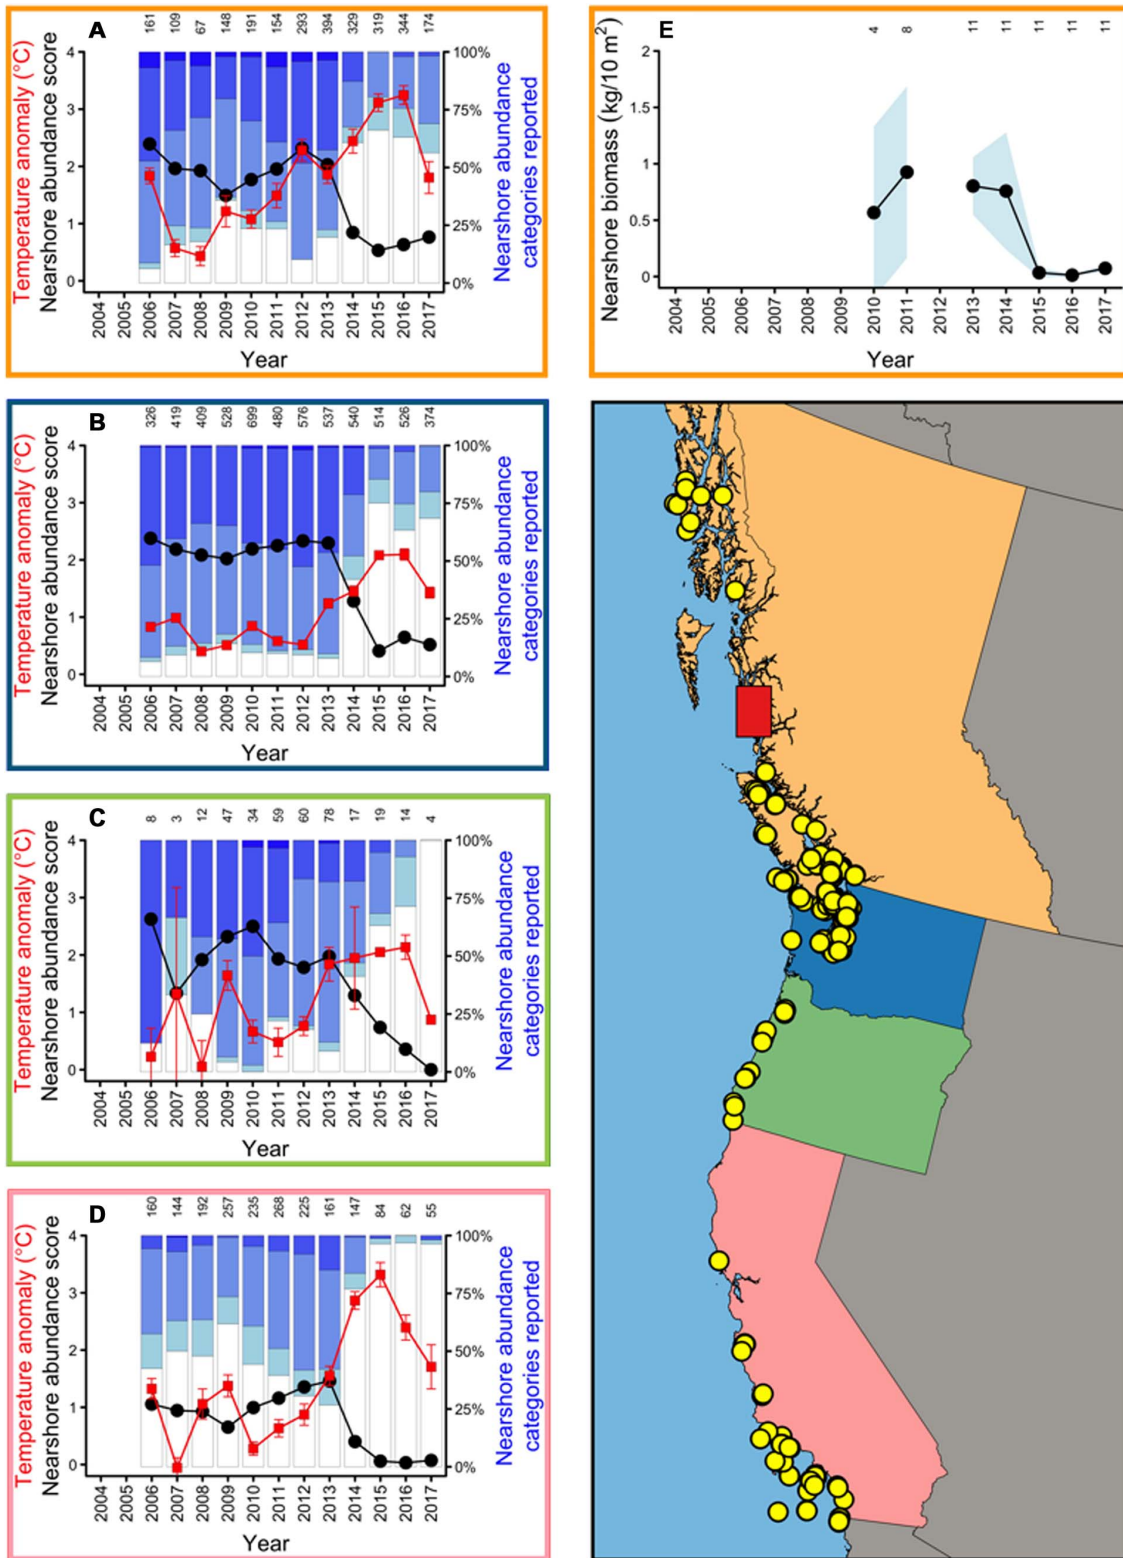 A
161 109 67 148 191 154 293 394 329 319 344 174
Temperature anomaly (°C)
Nearshore abundance score
4
3
2
1
0
100%
75%
50%
25%
0%
Nearshore abundance
categories reported
2004 2005 2006 2007 2008 2009 2010 2011 2012 2013 2014 2015 2016 2017
Year
E
4 8 11 11 11 11 11
Nearshore biomass (kg/10 m²)
2
1.5
1
0.5
0
2004 2005 2006 2007 2008 2009 2010 2011 2012 2013 2014 2015 2016 2017
Year
B
326 419 409 528 699 480 576 537 540 514 526 374
Temperature anomaly (°C)
Nearshore abundance score
4
3
2
1
0
100%
75%
50%
25%
0%
Nearshore abundance
categories reported
2004 2005 2006 2007 2008 2009 2010 2011 2012 2013 2014 2015 2016 2017
Year
C
8 3 12 47 34 59 60 78 17 19 14 4
Temperature anomaly (°C)
Nearshore abundance score
4
3
2
1
0
100%
75%
50%
25%
0%
Nearshore abundance
categories reported
2004 2005 2006 2007 2008 2009 2010 2011 2012 2013 2014 2015 2016 2017
Year
D
160 144 192 257 235 268 225 161 147 84 62 55
Temperature anomaly (°C)
Nearshore abundance score
4
3
2
1
0
100%
75%
50%
25%
0%
Nearshore abundance
categories reported
2004 2005 2006 2007 2008 2009 2010 2011 2012 2013 2014 2015 2016 2017
Year